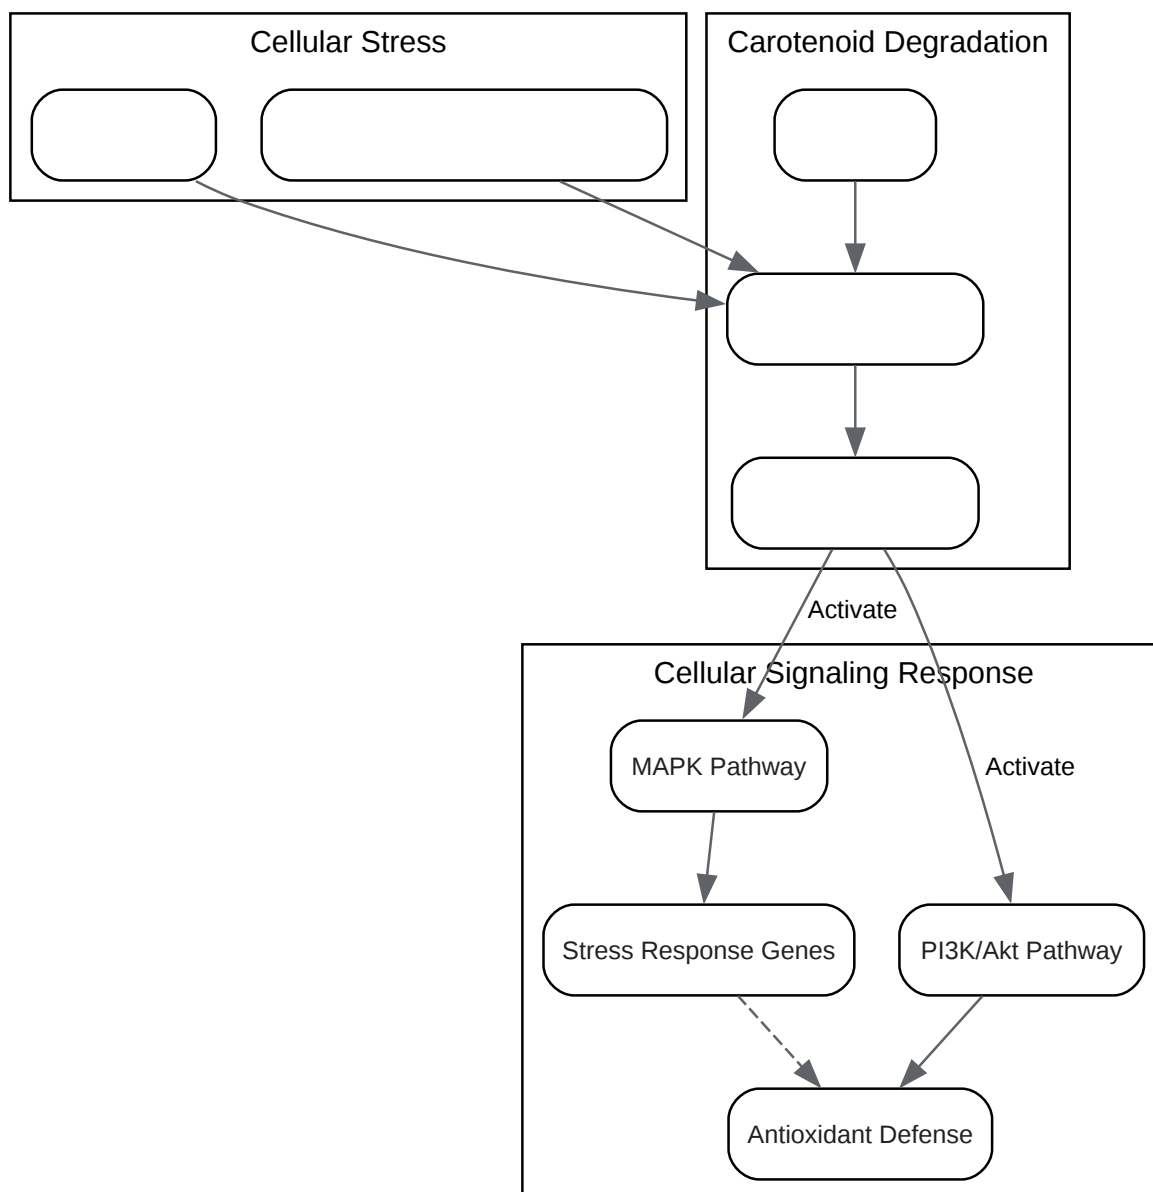 Cellular Stress
Carotenoid Degradation
Activate
Cellular Signaling Response
MAPK Pathway
Activate
Stress Response Genes
PI3K/Akt Pathway
Antioxidant Defense